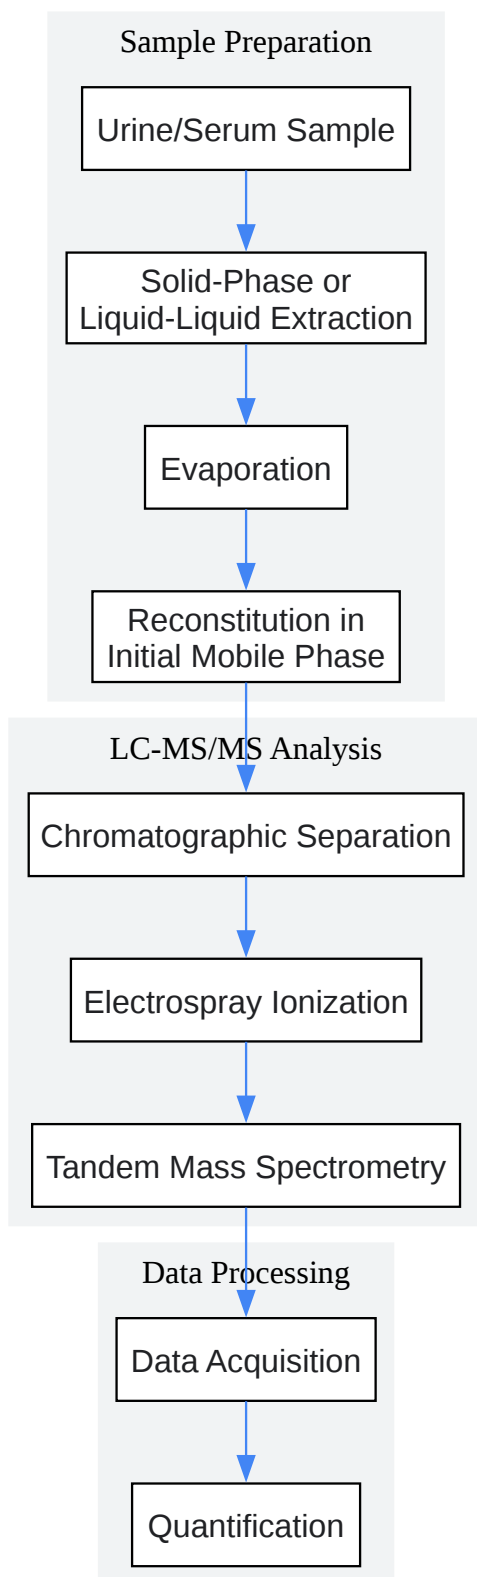 Sample Preparation
Urine/Serum Sample
Solid-Phase or
Liquid-Liquid Extraction
Evaporation
Reconstitution in
Initial Mobile Phase
LC-MS/MS Analysis
Chromatographic Separation
Electrospray Ionization
Tandem Mass Spectrometry
Data Processing
Data Acquisition
Quantification